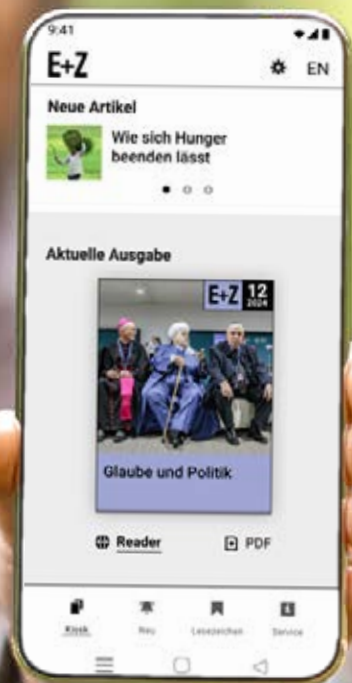 9:41
E+Z
EN
Neue Artikel
Wie sich Hunger
beenden lässt
Aktuelle Ausgabe
E+Z 12
2024
Glaube und Politik
Reader
PDF
Kiosk
Neu
Lesezeichen
Service